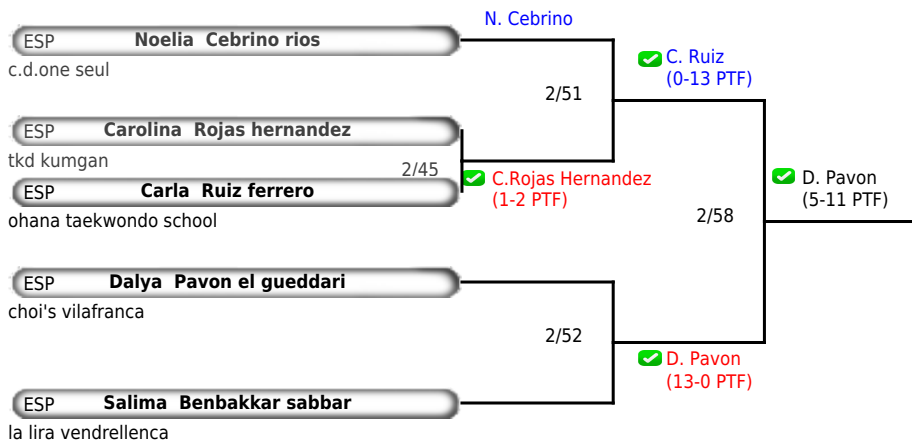 N. Cebrino
ESP Noelia Cebrino rios
c.d.one seul
C. Ruiz
(0-13 PTF)
2/51
ESP Carolina Rojas hernandez
tkd kumgan
2/45
C.Rojas Hernandez
(1-2 PTF)
ESP Carla Ruiz ferrero
ohana taekwondo school
D. Pavon
(5-11 PTF)
2/58
ESP Dalya Pavon el gueddari
choi's vilafranca
2/52
D. Pavon
(13-0 PTF)
ESP Salima Benbakkar sabbar
la lira vendrellenca